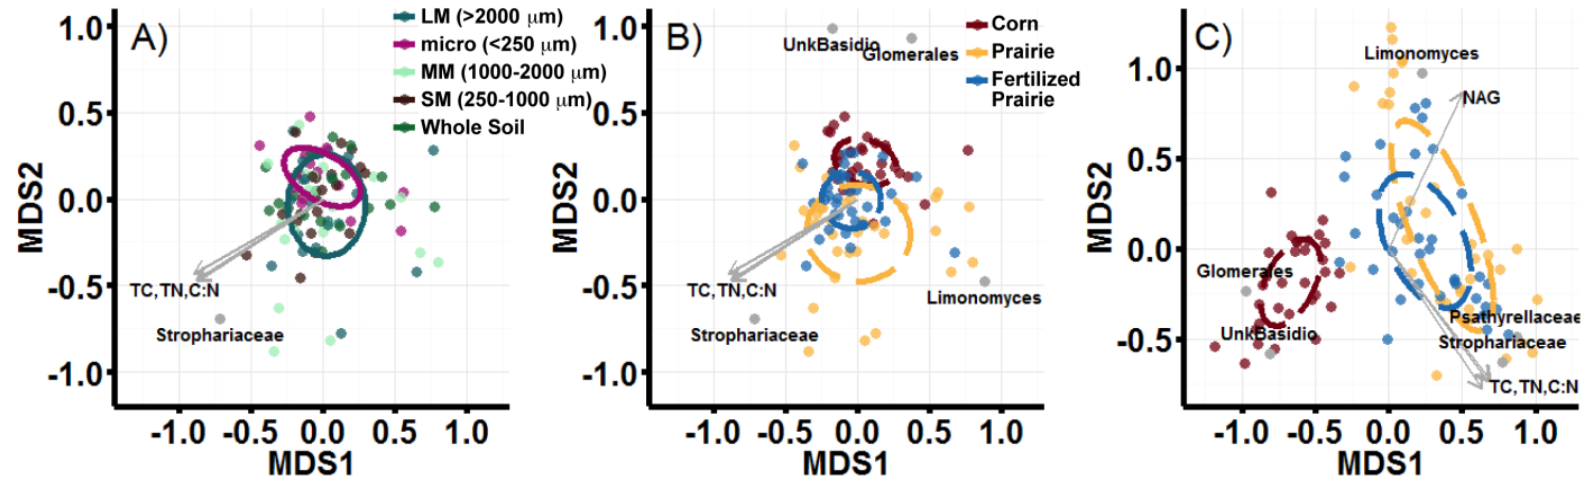 A)
LM (>2000 μm)
micro (<250 μm)
MM (1000-2000 μm)
SM (250-1000 μm)
Whole Soil
MDS2
1.0
0.5
0.0
-0.5
-1.0
TC,TN,C:N
Strophariaceae
-1.0 -0.5 0.0 0.5 1.0
MDS1
B)
Corn
Prairie
Fertilized
Prairie
UnkBasidio
Glomerales
MDS2
1.0
0.5
0.0
-0.5
-1.0
TC,TN,C:N
Limonomyces
Strophariaceae
-1.0 -0.5 0.0 0.5 1.0
MDS1
C)
Limonomyces
NAG
MDS2
1.0
0.5
0.0
-0.5
Glomerales
UnkBasidio
Psathyrellaceae
Strophariaceae
TC,TN,C:N
-1.0 -0.5 0.0 0.5 1.0
MDS1